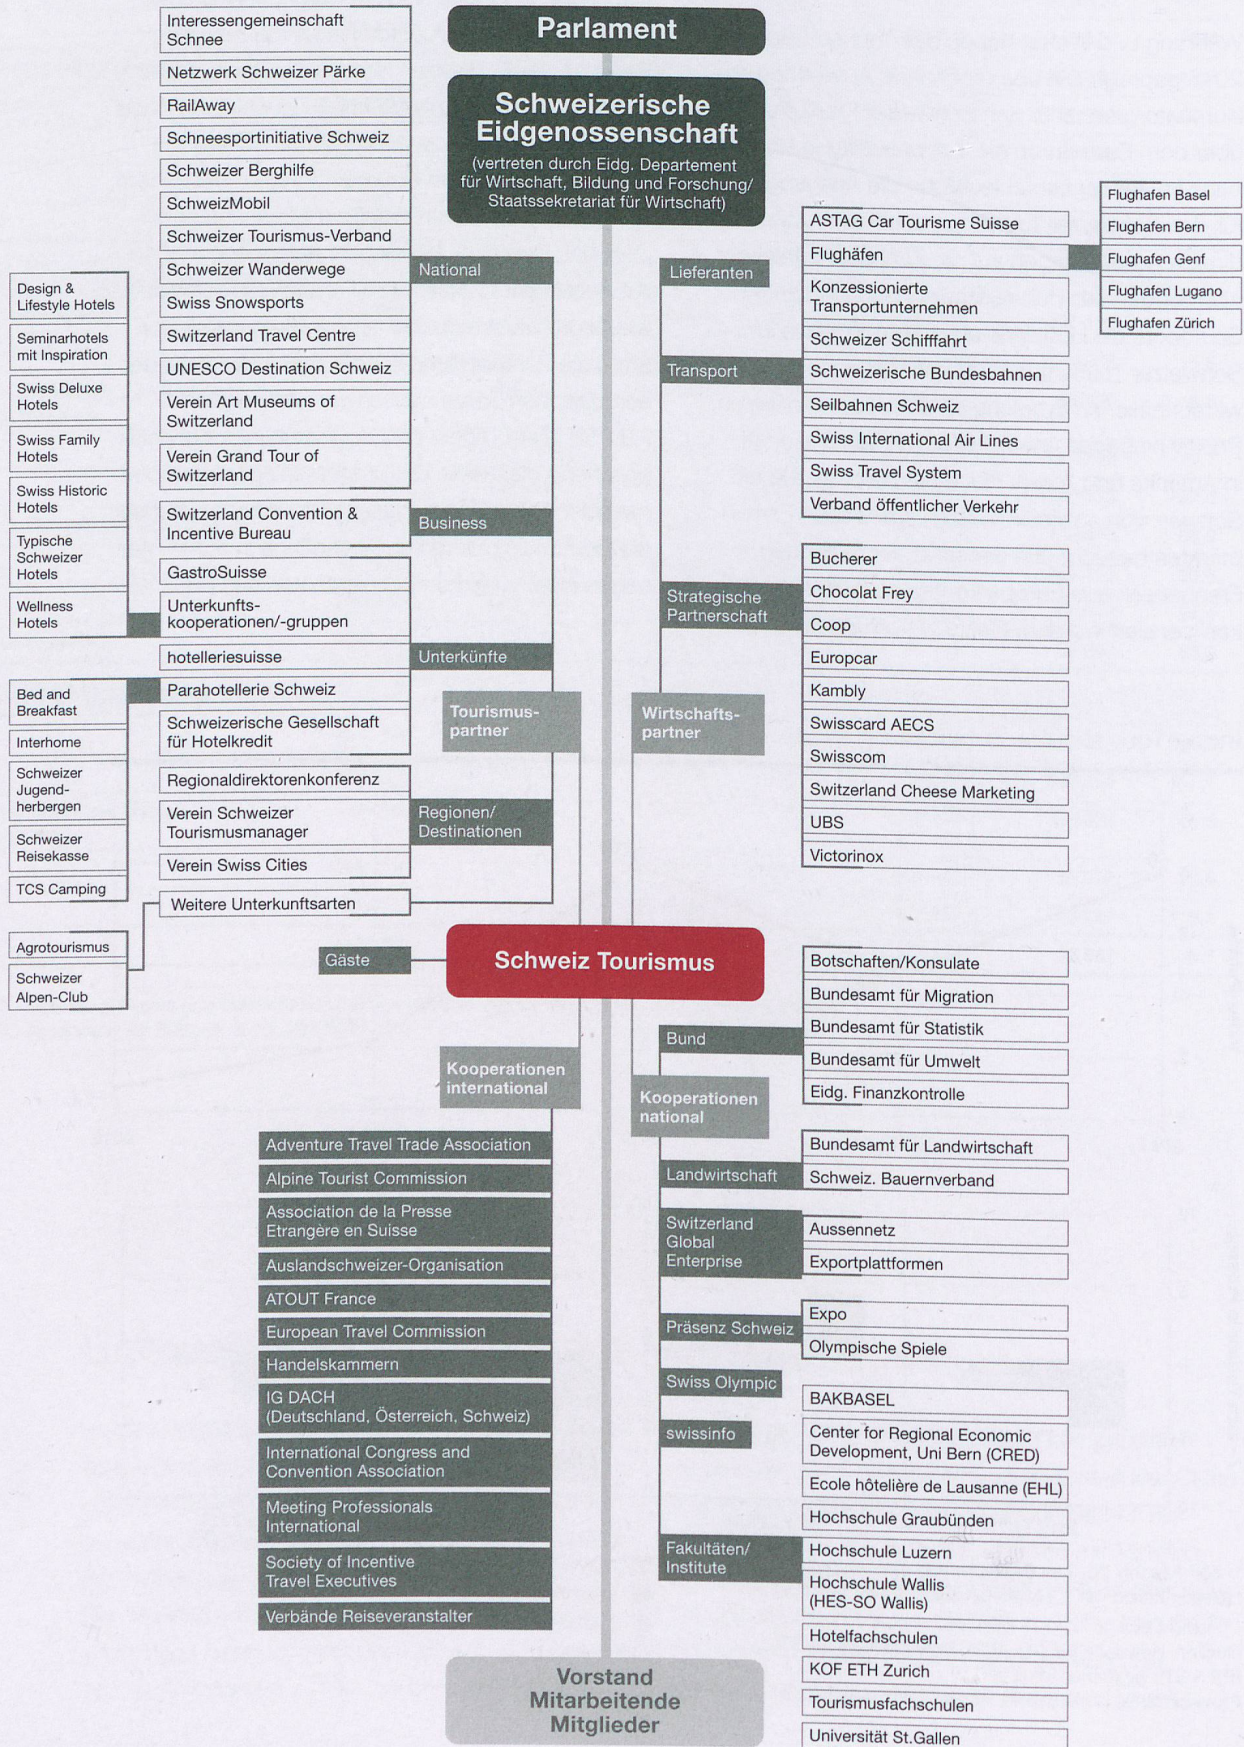 Parlament
Schweizerische
Eidgenossenschaft
(vertreten durch Eidg. Departement
für Wirtschaft, Bildung und Forschung/
Staatssekretariat für Wirtschaft)
Interessengemeinschaft
Schnee
Netzwerk Schweizer Pärke
RailAway
Schneesportinitiative Schweiz
Schweizer Berghilfe
SchweizMobil
Schweizer Tourismus-Verband
Schweizer Wanderwege
Swiss Snowsports
Switzerland Travel Centre
UNESCO Destination Schweiz
Verein Art Museums of
Switzerland
Verein Grand Tour of
Switzerland
National
Switzerland Convention &
Incentive Bureau
Business
GastroSuisse
Unterkunfts-
kooperationen/-gruppen
hotelleriesuisse
Parahotellerie Schweiz
Schweizerische Gesellschaft
für Hotelkredit
Unterkünfte
Design &
Lifestyle Hotels
Seminarhotels
mit Inspiration
Swiss Deluxe
Hotels
Swiss Family
Hotels
Swiss Historic
Hotels
Typische
Schweizer
Hotels
Wellness
Hotels
Bed and
Breakfast
Interhome
Schweizer
Jugend-
herbergen
Schweizer
Reisekasse
TCS Camping
Regionaldirektorenkonferenz
Verein Schweizer
Tourismusmanager
Verein Swiss Cities
Regionen/
Destinationen
Weitere Unterkunftsarten
Agrotourismus
Schweizer
Alpen-Club
Tourismus-
partner
Wirtschafts-
partner
Lieferanten
Transport
ASTAG Car Tourisme Suisse
Flughäfen
Konzessionierte
Transportunternehmen
Schweizer Schifffahrt
Schweizerische Bundesbahnen
Seilbahnen Schweiz
Swiss International Air Lines
Swiss Travel System
Verband öffentlicher Verkehr
Flughafen Basel
Flughafen Bern
Flughafen Genf
Flughafen Lugano
Flughafen Zürich
Strategische
Partnerschaft
Bucherer
Chocolat Frey
Coop
Europcar
Kambly
Swisscard AECS
Swisscom
Switzerland Cheese Marketing
UBS
Victorinox
Gäste
Schweiz Tourismus
Kooperationen
international
Adventure Travel Trade Association
Alpine Tourist Commission
Association de la Presse
Etrangère en Suisse
Auslandschweizer-Organisation
ATOUT France
European Travel Commission
Handelskammern
IG DACH
(Deutschland, Österreich, Schweiz)
International Congress and
Convention Association
Meeting Professionals
International
Society of Incentive
Travel Executives
Verbände Reiseveranstalter
Kooperationen
national
Bund
Botschaften/Konsulate
Bundesamt für Migration
Bundesamt für Statistik
Bundesamt für Umwelt
Eidg. Finanzkontrolle
Landwirtschaft
Bundesamt für Landwirtschaft
Schweiz. Bauernverband
Switzerland
Global
Enterprise
Aussennetz
Exportplattformen
Präsenz Schweiz
Expo
Olympische Spiele
Swiss Olympic
swissinfo
Fakultäten/
Institute
BAKBASEL
Center for Regional Economic
Development, Uni Bern (CRED)
Ecole hôtelière de Lausanne (EHL)
Hochschule Graubünden
Hochschule Luzern
Hochschule Wallis
(HES-SO Wallis)
Hotelfachschulen
KOF ETH Zurich
Tourismusfachschulen
Universität St.Gallen
Vorstand
Mitarbeitende
Mitglieder